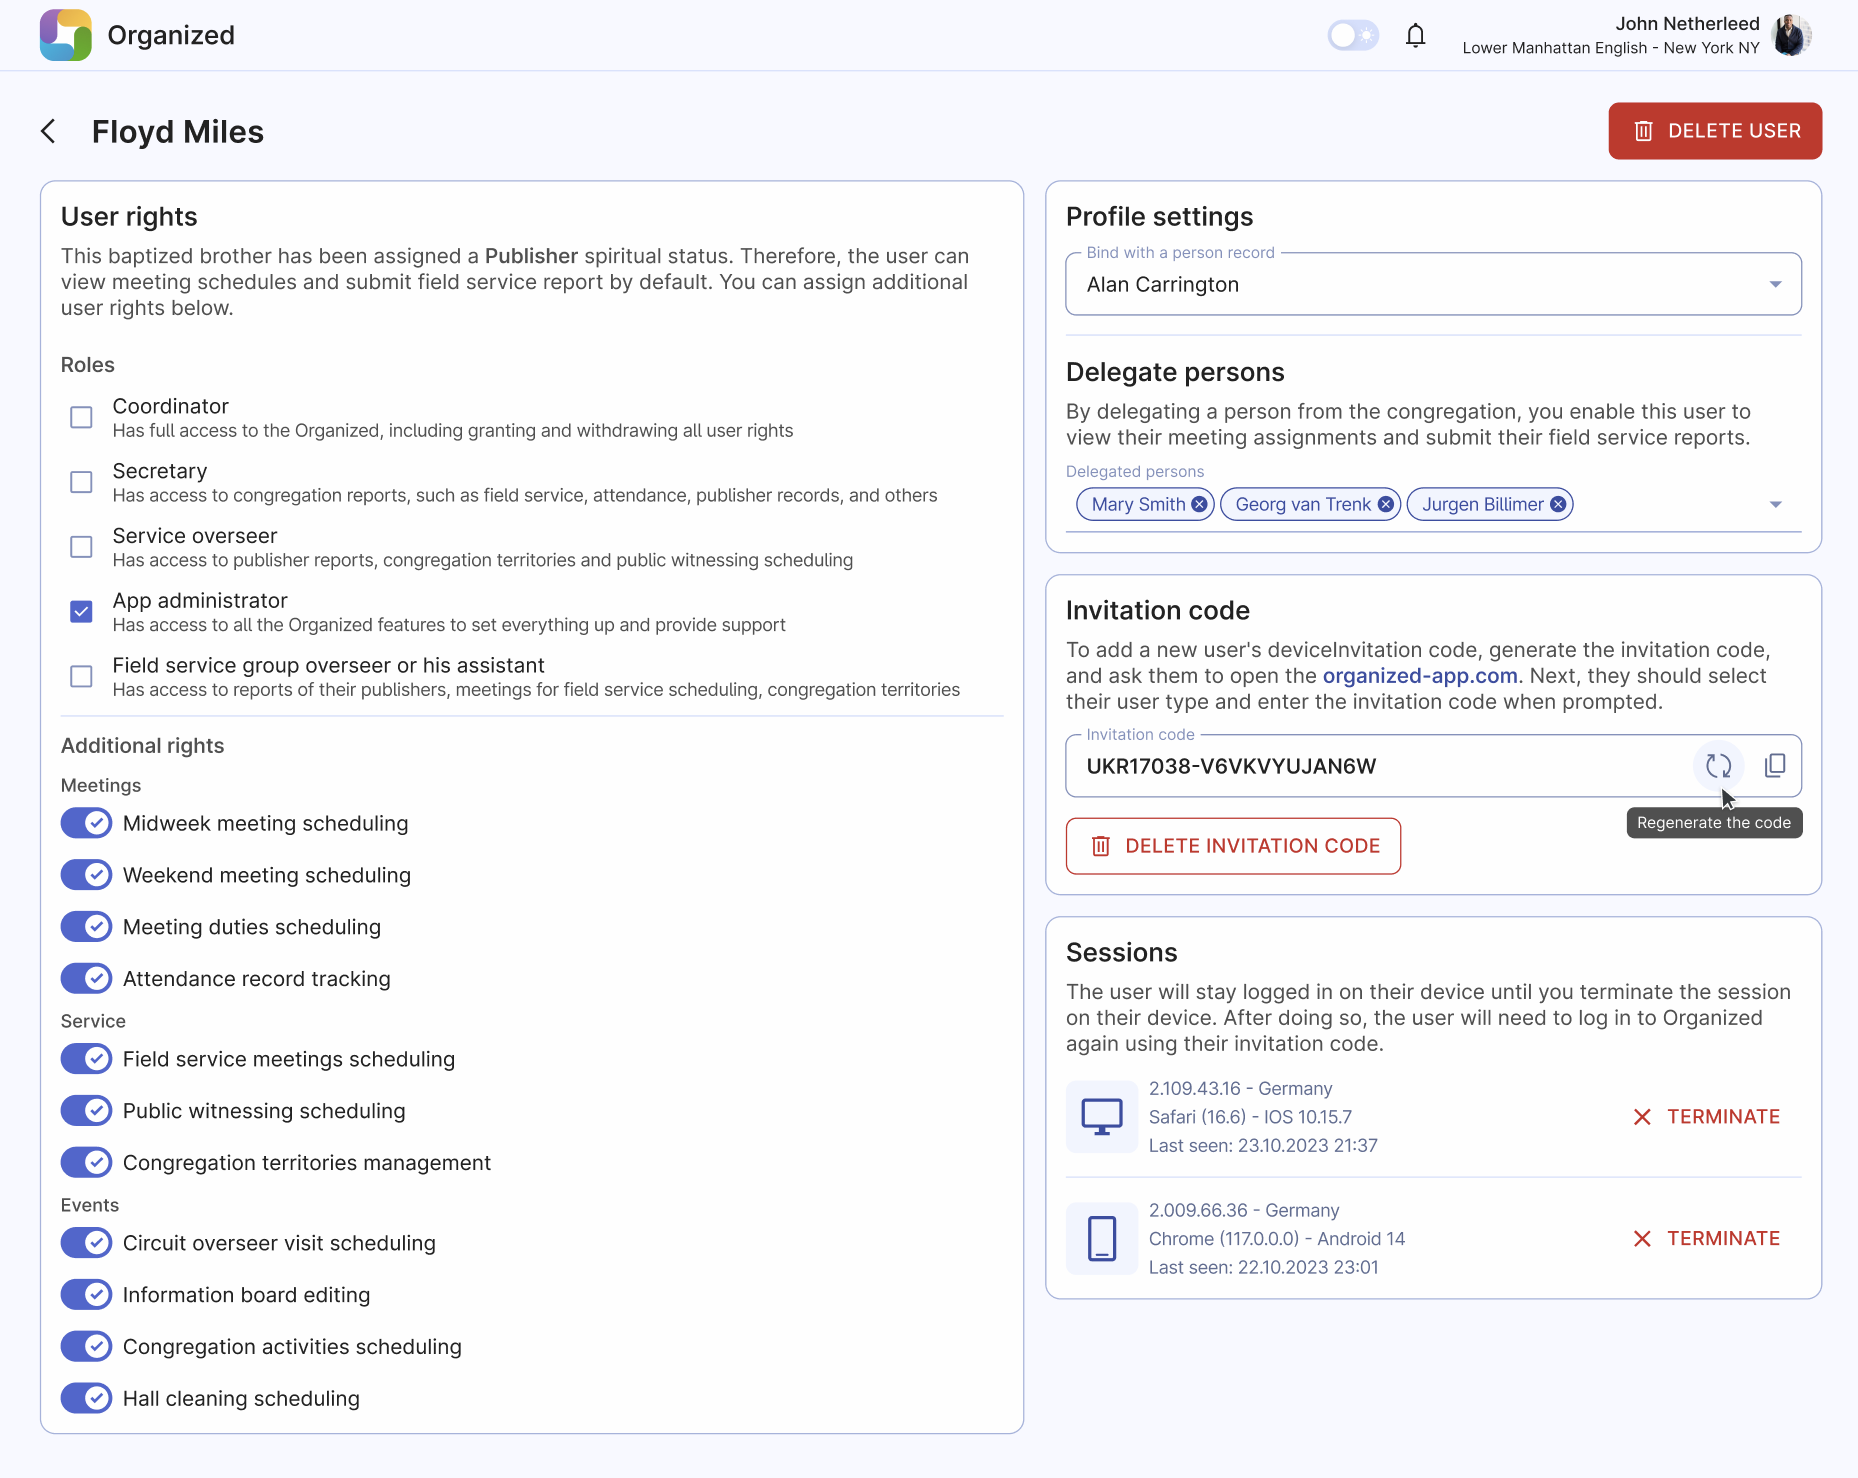 Organized
John Netherleed
Lower Manhattan English - New York NY
Floyd Miles
DELETE USER
User rights
This baptized brother has been assigned a Publisher spiritual status. Therefore, the user can
view meeting schedules and submit field service report by default. You can assign additional
user rights below.
Roles
Coordinator
Has full access to the Organized, including granting and withdrawing all user rights
Secretary
Has access to congregation reports, such as field service, attendance, publisher records, and others
Service overseer
Has access to publisher reports, congregation territories and public witnessing scheduling
App administrator
Has access to all the Organized features to set everything up and provide support
Field service group overseer or his assistant
Has access to reports of their publishers, meetings for field service scheduling, congregation territories
Additional rights
Meetings
Midweek meeting scheduling
Weekend meeting scheduling
Meeting duties scheduling
Attendance record tracking
Service
Field service meetings scheduling
Public witnessing scheduling
Congregation territories management
Events
Circuit overseer visit scheduling
Information board editing
Congregation activities scheduling
Hall cleaning scheduling
Profile settings
Bind with a person record
Alan Carrington
Delegate persons
By delegating a person from the congregation, you enable this user to
view their meeting assignments and submit their field service reports.
Delegated persons
Mary Smith Georg van Trenk Jurgen Billimer
Invitation code
To add a new user's deviceInvitation code, generate the invitation code,
and ask them to open the organized-app.com. Next, they should select
their user type and enter the invitation code when prompted.
Invitation code
UKR17038-V6VKVYUJAN6W
Regenerate the code
DELETE INVITATION CODE
Sessions
The user will stay logged in on their device until you terminate the session
on their device. After doing so, the user will need to log in to Organized
again using their invitation code.
2.109.43.16 - Germany
Safari (16.6) - IOS 10.15.7
Last seen: 23.10.2023 21:37
TERMINATE
2.009.66.36 - Germany
Chrome (117.0.0.0) - Android 14
Last seen: 22.10.2023 23:01
TERMINATE